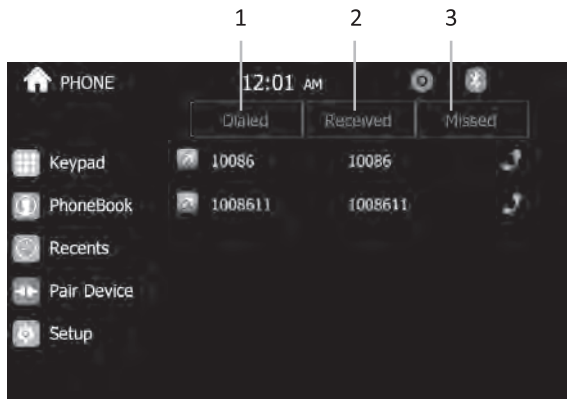 1 2 3
PHONE 12:01 AM
Dialed Received Missed
Keypad 10086 10086
PhoneBook 1008611 1008611
Recents
Pair Device
Setup